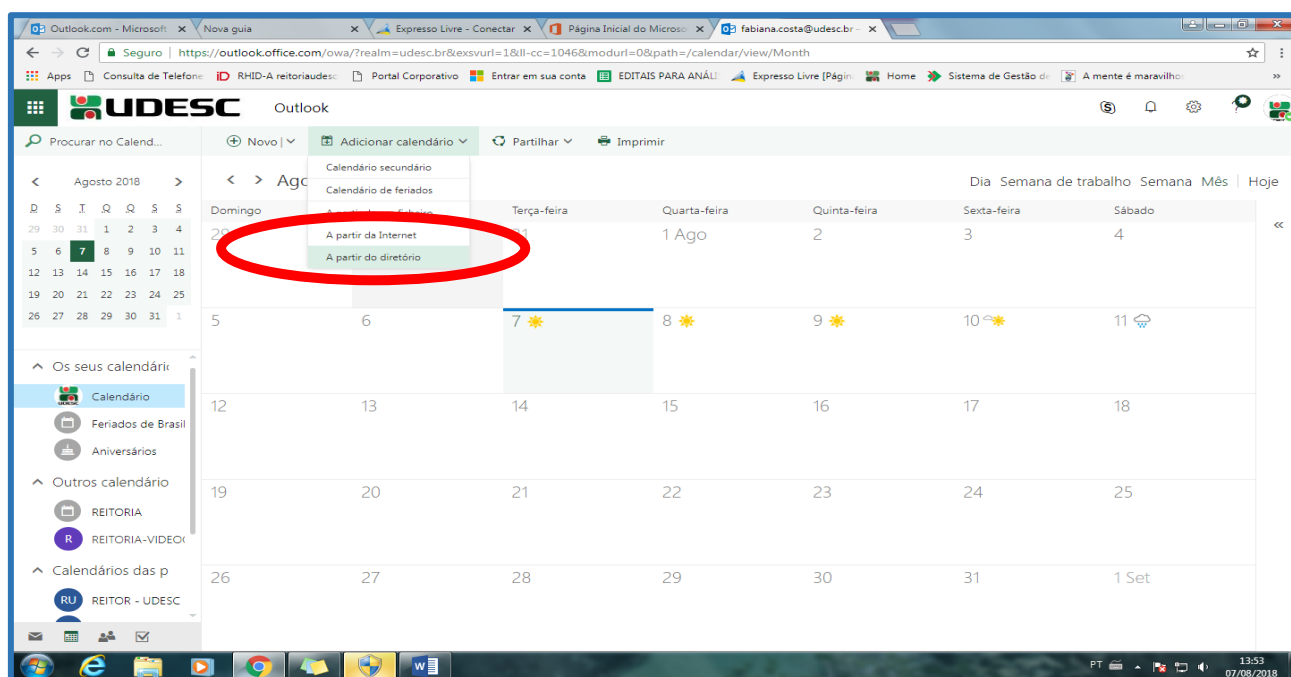 Outlook.com - Microsoft
Nova guia
Expresso Livre - Conectar
Página Inicial do Microso
fabiana.costa@udesc.br -
Seguro | https://outlook.office.com/owa/?realm=udesc.br&exsvurl=1&ll-cc=1046&modurl=0&path=/calendar/view/Month
Apps Consulta de Telefone RHID-A reitoriaudesc Portal Corporativo Entrar em sua conta EDITAIS PARA ANÁLI Expresso Livre [Págin Home Sistema de Gestão de A mente é maravilho »
UDESC Outlook
Procurar no Calend... Novo | Adicionar calendário Partilhar Imprimir
Calendário secundário
Calendário de feriados
A partir da Internet
A partir do diretório
Agosto 2018
D S T Q Q S S
29 30 31 1 2 3 4
5 6 7 8 9 10 11
12 13 14 15 16 17 18
19 20 21 22 23 24 25
26 27 28 29 30 31 1
Os seus calendári
Calendário
Feriados de Brasil
Aniversários
Outros calendário
REITORIA
R REITORIA-VIDEO
Calendários das p
RU REITOR - UDESC
< > Ago
Dia Semana de trabalho Semana Mês Hoje
Domingo Terça-feira Quarta-feira Quinta-feira Sexta-feira Sábado
1 Ago 2 3 4
5 6 7 8 9 10 11
12 13 14 15 16 17 18
19 20 21 22 23 24 25
26 27 28 29 30 31 1 Set
PT 13:53
07/08/2018